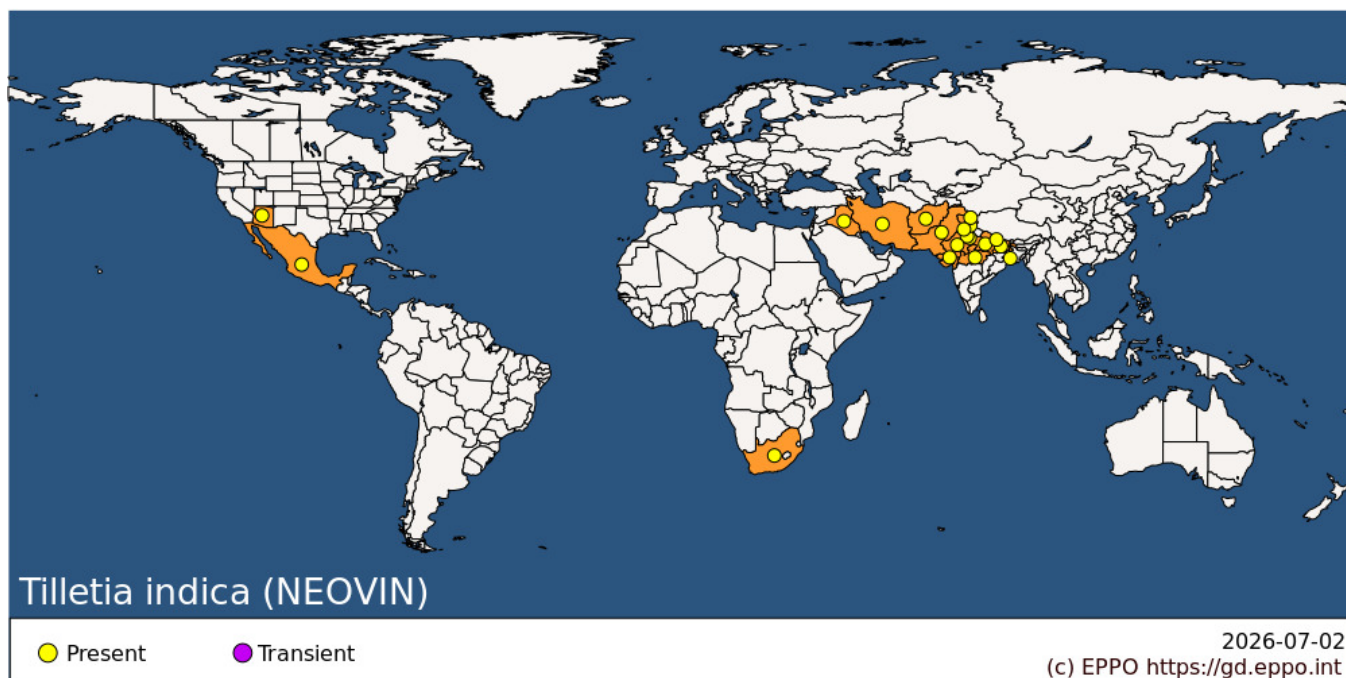 Tilletia indica (NEOVIN)
Present
Transient
2026-07-02
(c) EPPO https://gd.eppo.int